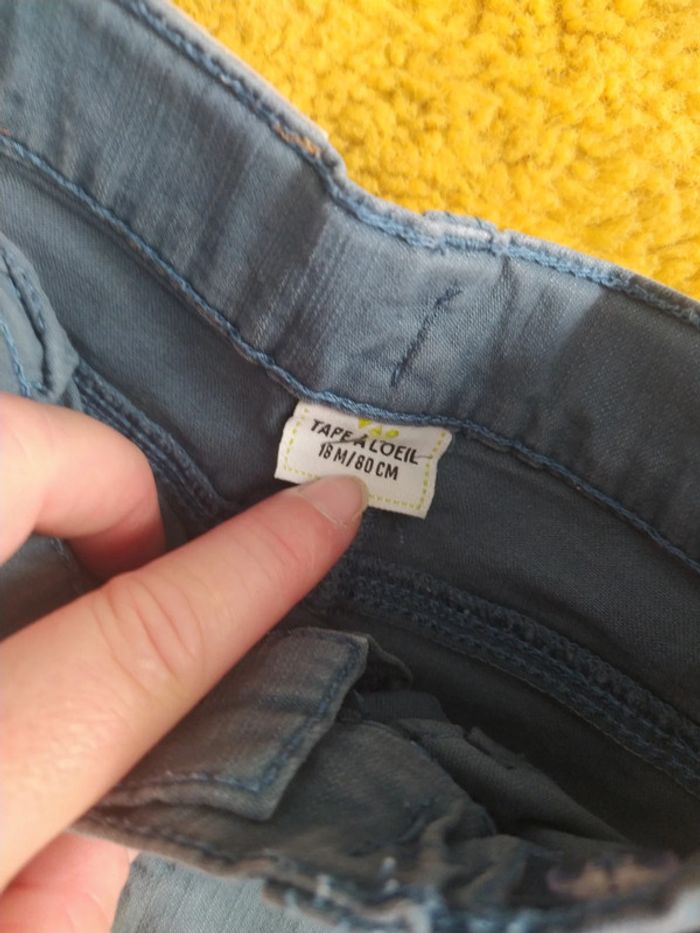 TAPE A L'OEIL
18 M/80 CM